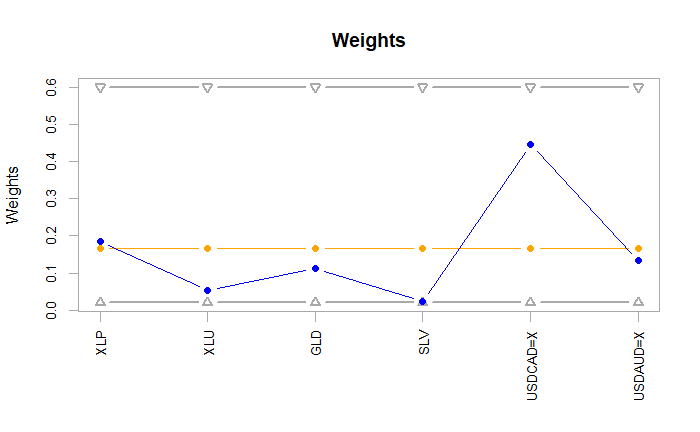 Weights
Weights
0.6
0.5
0.4
0.3
0.2
0.1
0.0
XLP
XLU
GLD
SLV
USDCAD=X
USDAUD=X